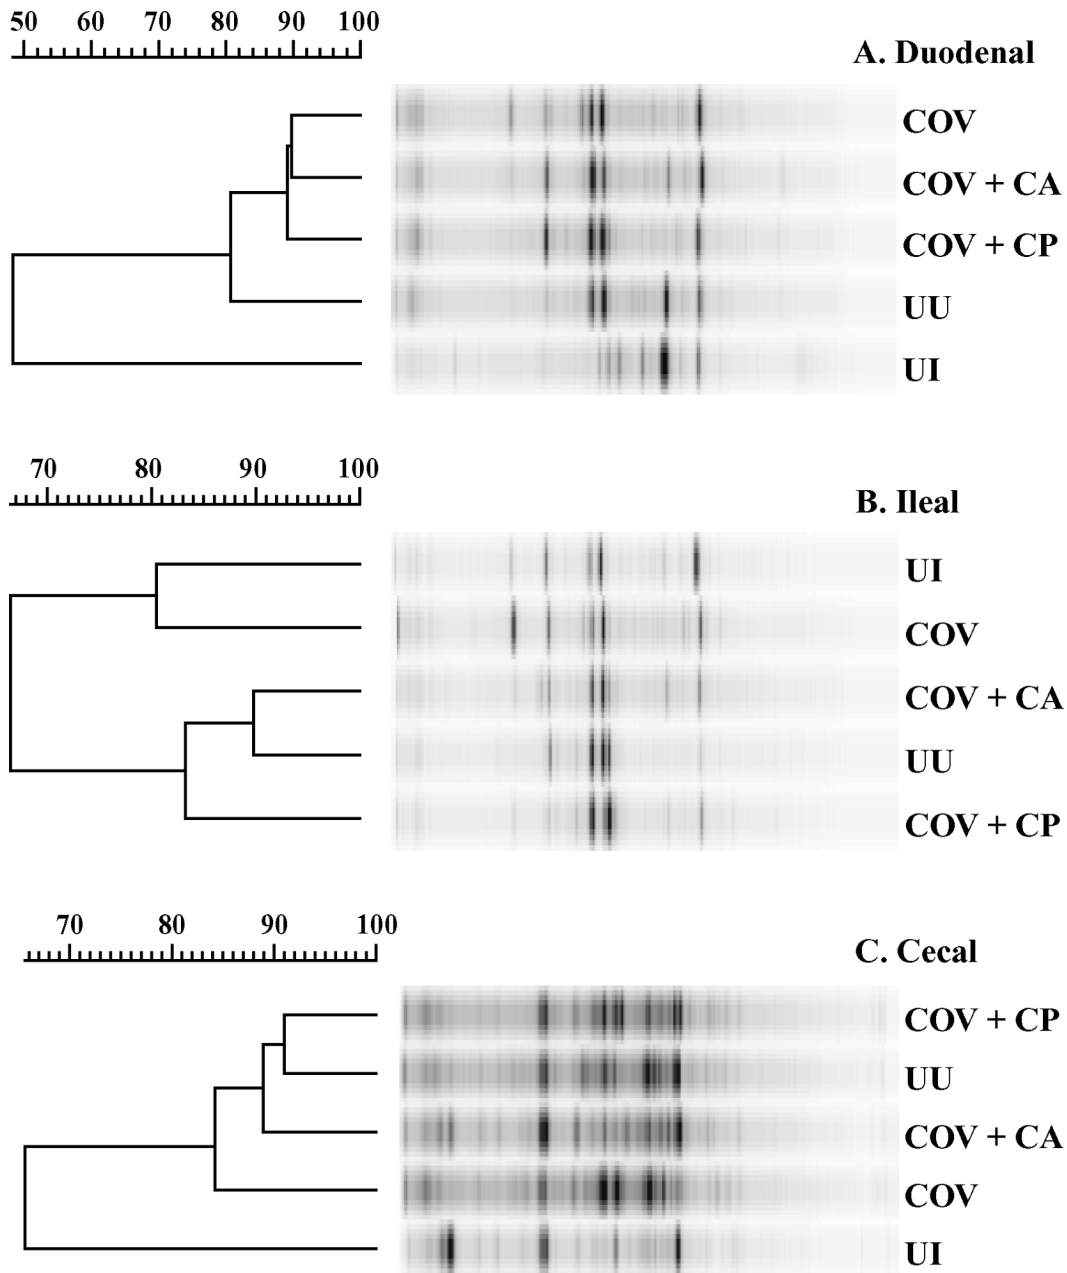 50 60 70 80 90 100
A. Duodenal
COV
COV + CA
COV + CP
UU
UI
70 80 90 100
B. Ileal
UI
COV
COV + CA
UU
COV + CP
70 80 90 100
C. Cecal
COV + CP
UU
COV + CA
COV
UI